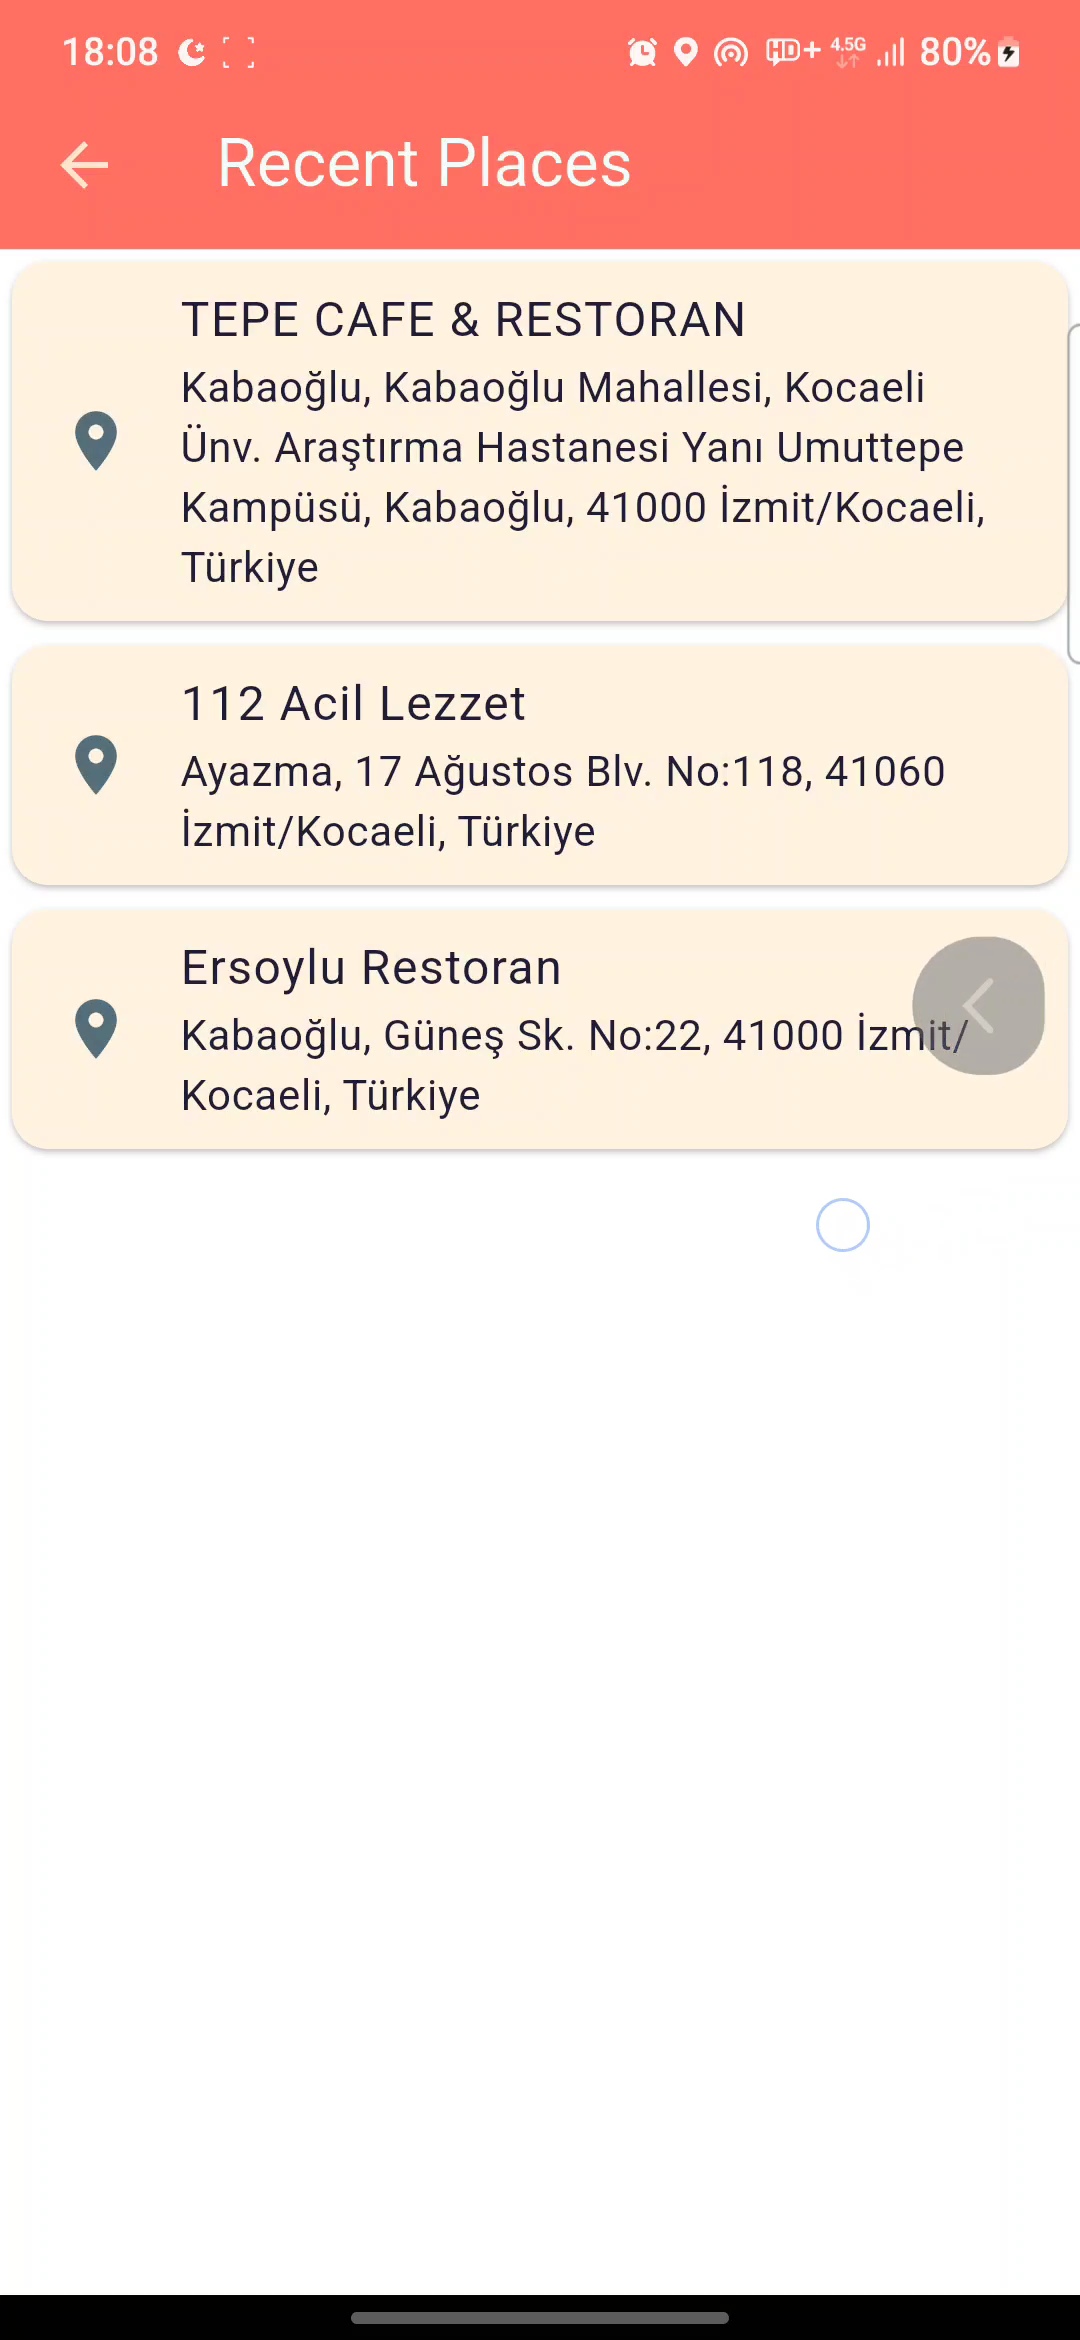 18:08
HD+ 4.5G 80%
Recent Places
TEPE CAFE & RESTORAN
Kabaoğlu, Kabaoğlu Mahallesi, Kocaeli
Ünv. Araştırma Hastanesi Yanı Umuttepe
Kampüsü, Kabaoğlu, 41000 İzmit/Kocaeli,
Türkiye
112 Acil Lezzet
Ayazma, 17 Ağustos Blv. No:118, 41060
İzmit/Kocaeli, Türkiye
Ersoylu Restoran
Kabaoğlu, Güneş Sk. No:22, 41000 İzmit/
Kocaeli, Türkiye